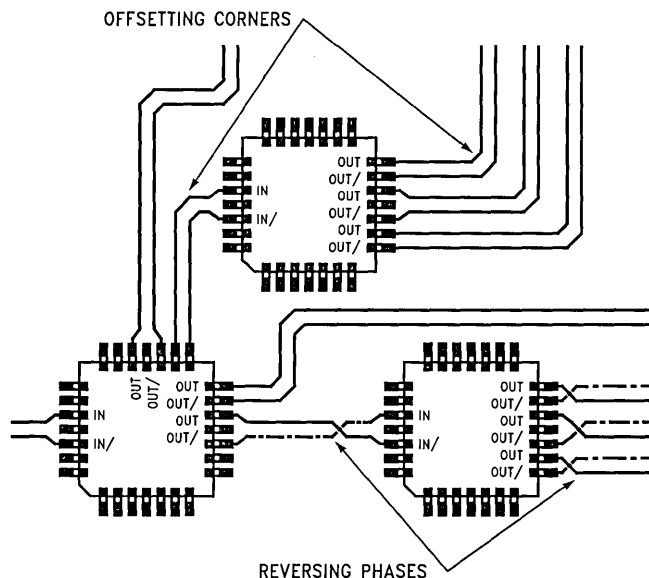 OFFSETTING CORNERS
IN
IN/
OUT
OUT/
OUT
OUT/
OUT
OUT/
OUT
OUT/
IN
IN/
OUT
OUT/
OUT
OUT/
IN
IN/
OUT
OUT/
OUT
OUT/
OUT
OUT/
REVERSING PHASES